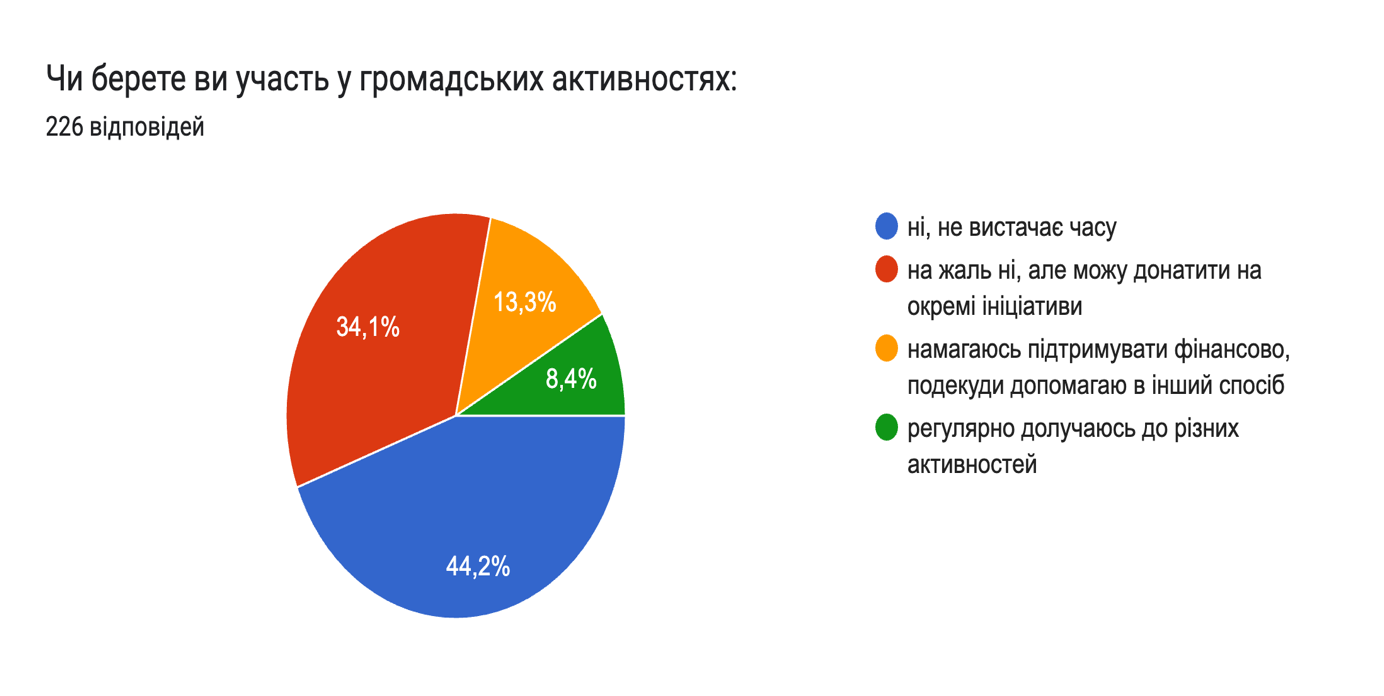 Чи берете ви участь у громадських активностях:
226 відповідей
ні, не вистачає часу
на жаль ні, але можу донатити на
окремі ініціативи
намагаюсь підтримувати фінансово,
подекуди допомагаю в інший спосіб
регулярно долучаюсь до різних
активностей
13,3%
34,1%
8,4%
44,2%